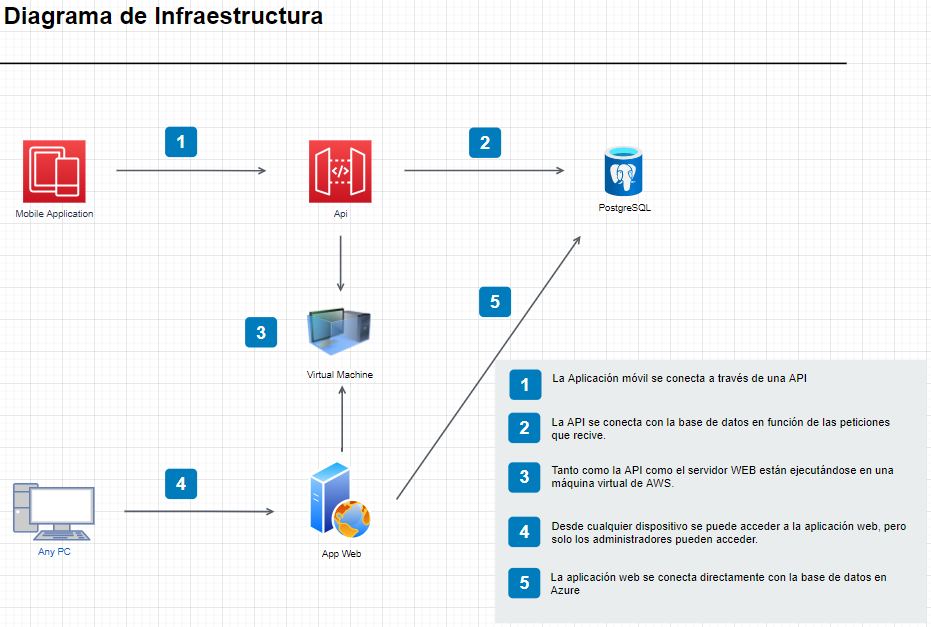 Diagrama de Infraestructura
1
2
Mobile Application
Api
PostgreSQL
5
3
Virtual Machine
4
Any PC
App Web
1
La Aplicación móvil se conecta a través de una API
2
La API se conecta con la base de datos en función de las peticiones
que recive.
3
Tanto como la API como el servidor WEB están ejecutándose en una
máquina virtual de AWS.
4
Desde cualquier dispositivo se puede acceder a la aplicación web, pero
solo los administradores pueden acceder.
5
La aplicación web se conecta directamente con la base de datos en
Azure